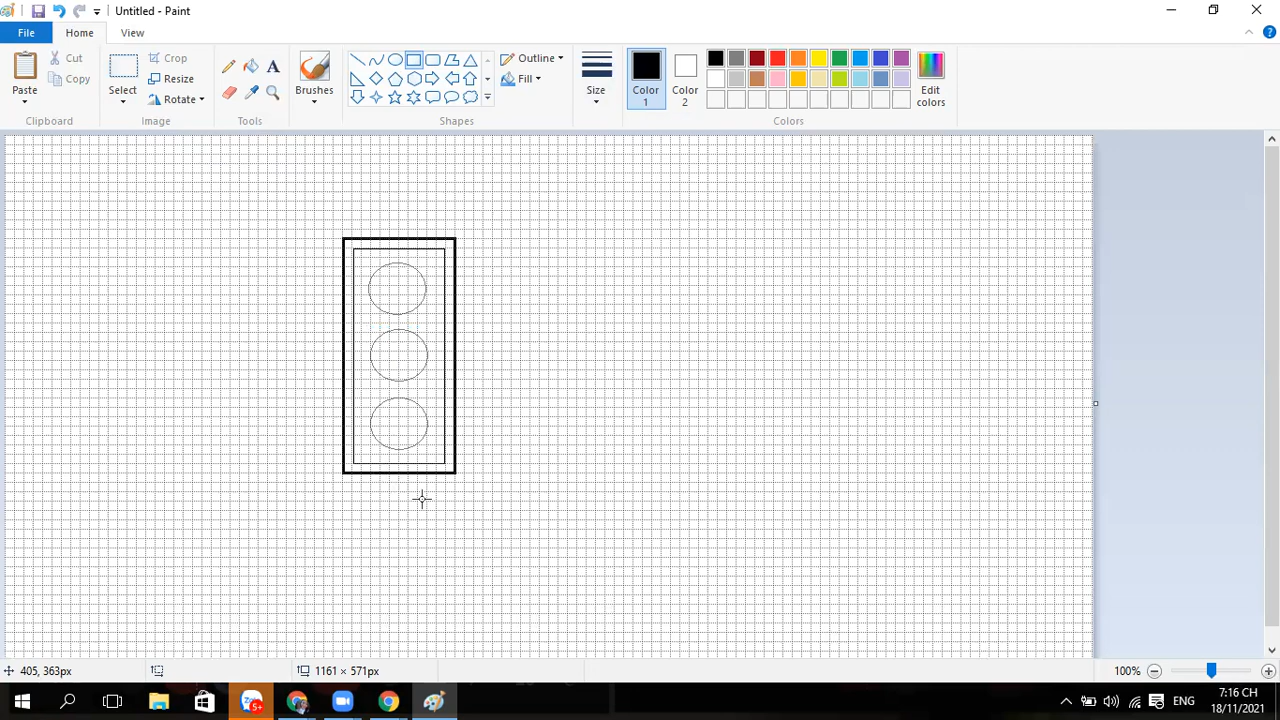 Untitled - Paint
File
Home
View
Paste
Cut
Copy
Clipboard
Select
Crop
Resize
Rotate
Image
A
Tools
Brushes
Outline
Fill
Shapes
Size
Color
1
Color
2
Edit
colors
Colors
405, 363px
1161 × 571px
100%
Zalo
5+
ENG
7:16 CH
18/11/2021